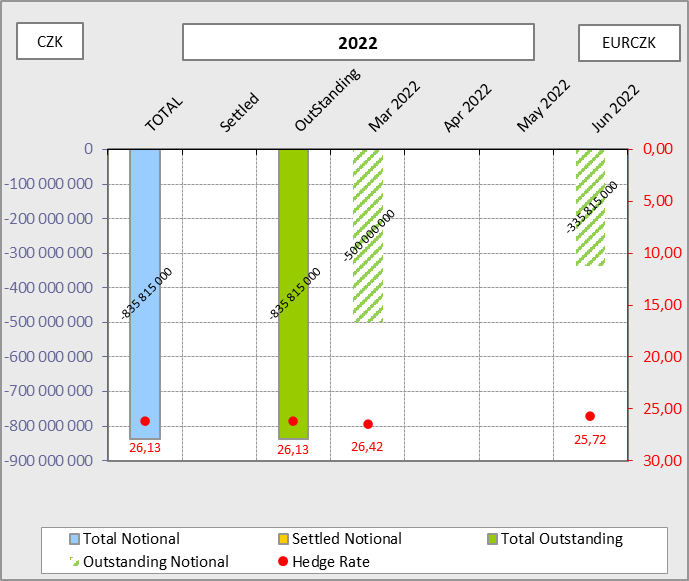 CZK
2022
EURCZK
TOTAL
Settled
OutStanding
Mar 2022
Apr 2022
May 2022
Jun 2022
0
-100 000 000
-200 000 000
-300 000 000
-400 000 000
-500 000 000
-600 000 000
-700 000 000
-800 000 000
-900 000 000
-835 815 000
-835 815 000
-500 000 000
-335 815 000
26,13
26,13
26,42
25,72
0,00
5,00
10,00
15,00
20,00
25,00
30,00
Total Notional
Settled Notional
Total Outstanding
Outstanding Notional
Hedge Rate